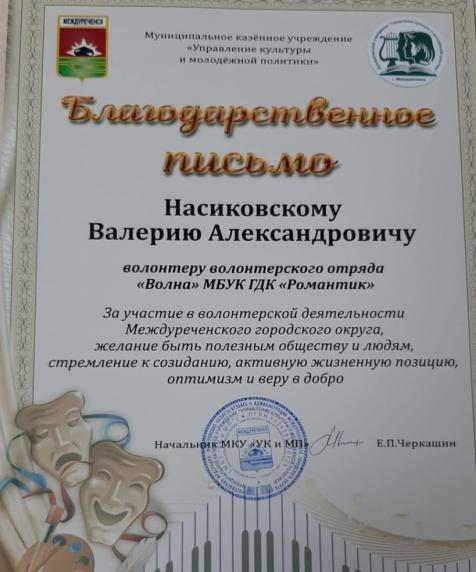 МЕЖДУРЕЧЕНСК
Муниципальное казённое учреждение
«Управление культуры
и молодёжной политики»
Благодарственное
письмо
Насиковскому
Валерию Александровичу
волонтеру волонтерского отряда
«Волна» МБУК ГДК «Романтик»
За участие в волонтерской деятельности
Междуреченского городского округа,
желание быть полезным обществу и людям,
стремление к созиданию, активную жизненную позицию,
оптимизм и веру в добро
МЕЖДУРЕЧЕНСК
Начальник МКУ «УК и МП»
Е.П.Черкашин